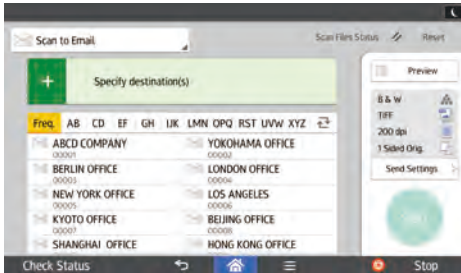 Scan to Email
Scan Files Status
Reset
Specify destination(s)
Preview
Freq. AB CD EF GH IJK LMN OPQ RST UVW XYZ
B & W
TIFF
200 dpi
1 Sided Orig.
ABCD COMPANY
00001
YOKOHAMA OFFICE
00002
BERLIN OFFICE
00003
LONDON OFFICE
00004
NEW YORK OFFICE
00005
LOS ANGELES
00006
KYOTO OFFICE
00007
BEIJING OFFICE
00008
SHANGHAI OFFICE
HONG KONG OFFICE
Send Settings
Check Status
Stop